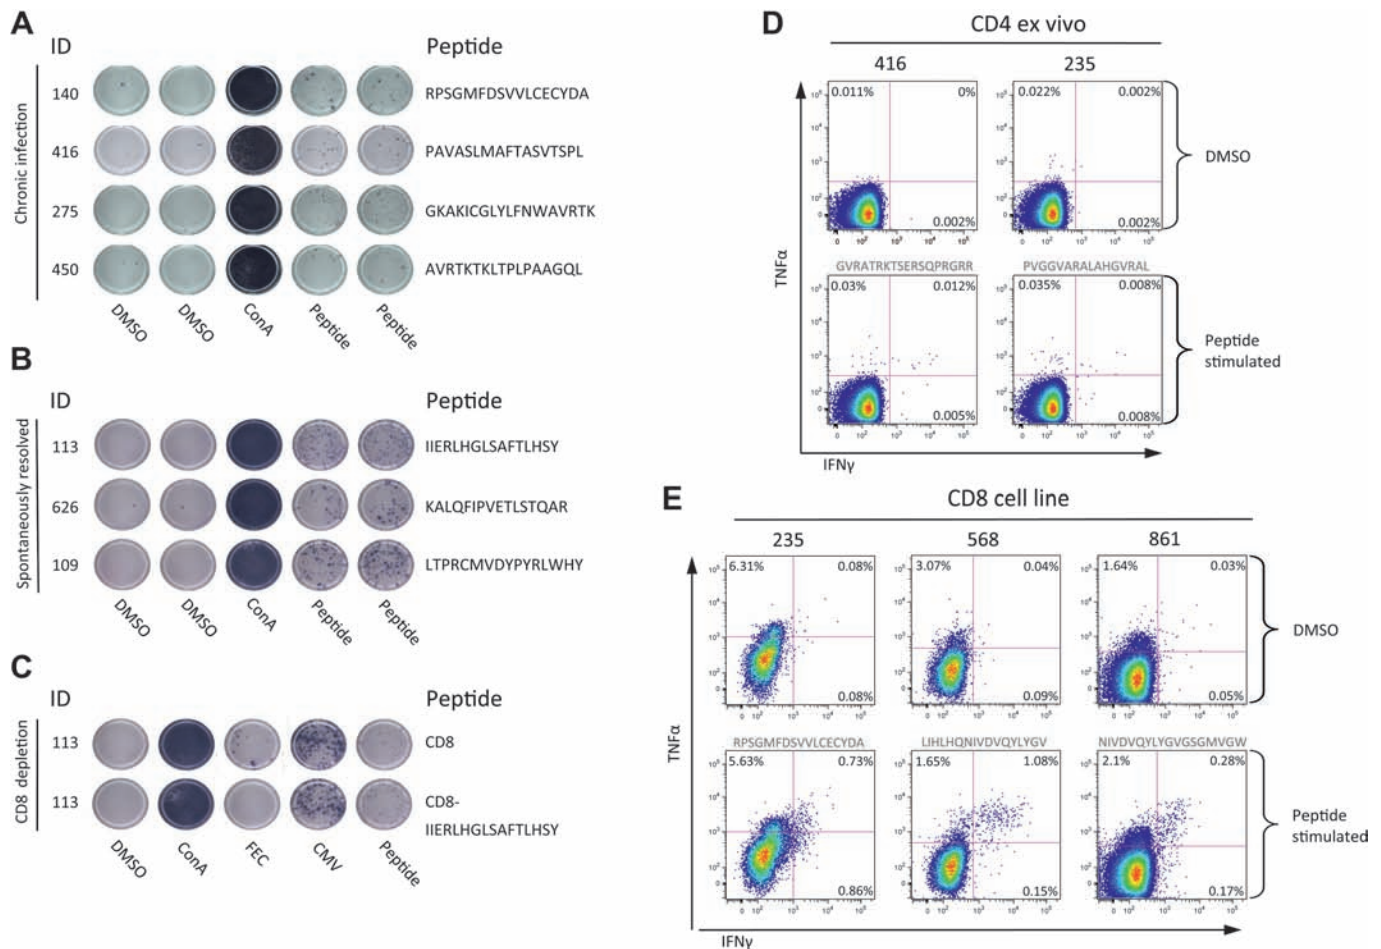 A
ID
Peptide
Chronic infection
140
RPSGMFDSVVLCECYDA
416
PAVASLMAFTASVTSPL
275
GKAKICGLYLFNWAVRTK
450
AVRTKTKLTPLPAAGQL
DMSO
DMSO
ConA
Peptide
Peptide
B
ID
Peptide
Spontaneously resolved
113
IIERLHGLSAFTLHSY
626
KALQFIPVETLSTQAR
109
LTPRCMVDYPYRLWHY
DMSO
DMSO
ConA
Peptide
Peptide
C
ID
Peptide
CD8 depletion
113
CD8
113
CD8-
IIERLHGLSAFTLHSY
DMSO
ConA
FEC
CMV
Peptide
D
CD4 ex vivo
416
235
0.011%
0%
0.002%
0.022%
0.002%
0.002%
DMSO
GVRATRKTSERSQPRGRR
PVGGVARALAHGVRAL
0.03%
0.012%
0.005%
0.035%
0.008%
0.008%
Peptide
stimulated
TNFα
IFNγ
E
CD8 cell line
235
568
861
6.31%
0.08%
0.08%
3.07%
0.04%
0.09%
1.64%
0.03%
0.05%
DMSO
RPSGMFDSVVLCECYDA
LIHLHQNIVDVQYLYGV
NIVDVQYLYGVGSGMVGW
5.63%
0.73%
0.86%
1.65%
1.08%
0.15%
2.1%
0.28%
0.17%
Peptide
stimulated
TNFα
IFNγ